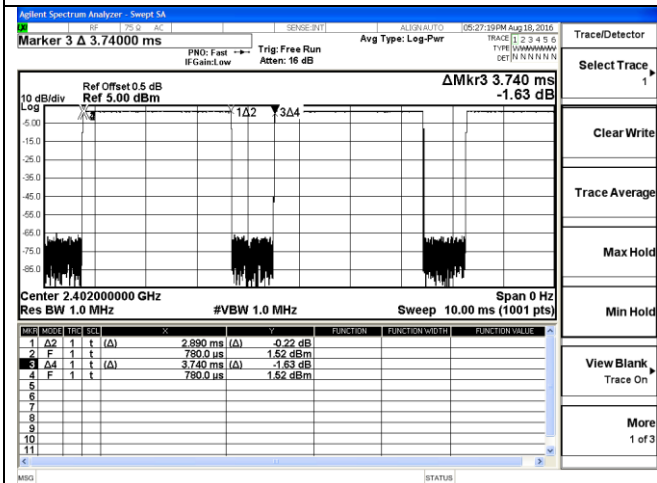 Agilent Spectrum Analyzer - Swept SA
RF 75 Ω AC SENSE:INT ALIGN AUTO 05:27:19 PM Aug 18, 2016
Marker 3 Δ 3.74000 ms
PNO: Fast
IFGain:Low
Trig: Free Run
Atten: 16 dB
Avg Type: Log-Pwr
TRACE 1 2 3 4 5 6
TYPE
DET N N N N N N
Ref Offset 0.5 dB
10 dB/div Ref 5.00 dBm
Log
ΔMkr3 3.740 ms
-1.63 dB
1Δ2
3Δ4
-5.00
-15.0
-25.0
-35.0
-45.0
-55.0
-65.0
-75.0
-85.0
Center 2.402000000 GHz Span 0 Hz
Res BW 1.0 MHz #VBW 1.0 MHz Sweep 10.00 ms (1001 pts)
MKR MODE TRC SCL X Y FUNCTION FUNCTION WIDTH FUNCTION VALUE
1 Δ2 1 t (Δ) 2.890 ms (Δ) -0.22 dB
2 F 1 t 780.0 µs 1.52 dBm
3 Δ4 1 t (Δ) 3.740 ms (Δ) -1.63 dB
4 F 1 t 780.0 µs 1.52 dBm
5
6
7
8
9
10
11
MSG STATUS
Trace/Detector
Select Trace
1
Clear Write
Trace Average
Max Hold
Min Hold
View Blank
Trace On
More
1 of 3